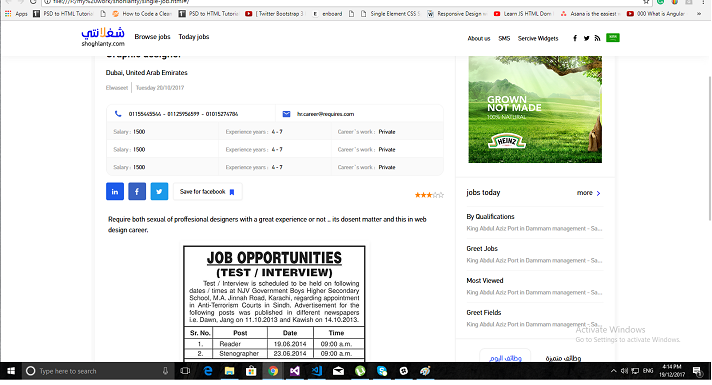 file:///F:/my%20work/shohlanty/single-job.html#/
Apps
PSD to HTML Tutorial
How to Code a Clean
PSD to HTML Tutorials
( Twitter Bootstrap 3
enboard
Single Element CSS
Responsive Design w
Learn JS HTML Dom
Asana is the easiest
000 What is Angular
شغلانتي
shoghlanty.com
Browse jobs
Today jobs
About us
SMS
Sercive Widgets
Graphic designer
Dubai, United Arab Emirates
Elwaseet
Tuesday 20/10/2017
01155445544 - 01125956599 - 01015274784
hr.career@requires.com
Salary : 1500
Experience years : 4 - 7
Career`s work : Private
Salary : 1500
Experience years : 4 - 7
Career`s work : Private
Salary : 1500
Experience years : 4 - 7
Career`s work : Private
Save for facebook
Require both sexual of proffesional designers with a great experience or not .. its dosent matter and this in web
design career.
JOB OPPORTUNITIES
(TEST / INTERVIEW)
Test / Interview is scheduled to be held on following
dates / times at NJV Government Boys Higher Secondary
School, M.A. Jinnah Road, Karachi, regarding appointment
in Anti-Terrorism Courts in Sindh. Advertisement for the
following posts was published in different newspapers
i.e. Dawn, Jang on 11.10.2013 and Kawish on 14.10.2013.
Sr. No. Post Date Time
1. Reader 19.06.2014 09:00 a.m.
2. Stenographer 23.06.2014 09:00 a.m.
GROWN
NOT MADE
100% NATURAL
HEINZ
jobs today
more
By Qualifications
King Abdul Aziz Port in Dammam management - Sa...
Greet Jobs
King Abdul Aziz Port in Dammam management - Sa...
Most Viewed
King Abdul Aziz Port in Dammam management - Sa...
Greet Fields
King Abdul Aziz Port in Dammam management - Sa...
وظائف اليوم
وظائف متميزة
Activate Windows
Go to Settings to activate Windows.
Type here to search
ENG
4:14 PM
19/12/2017